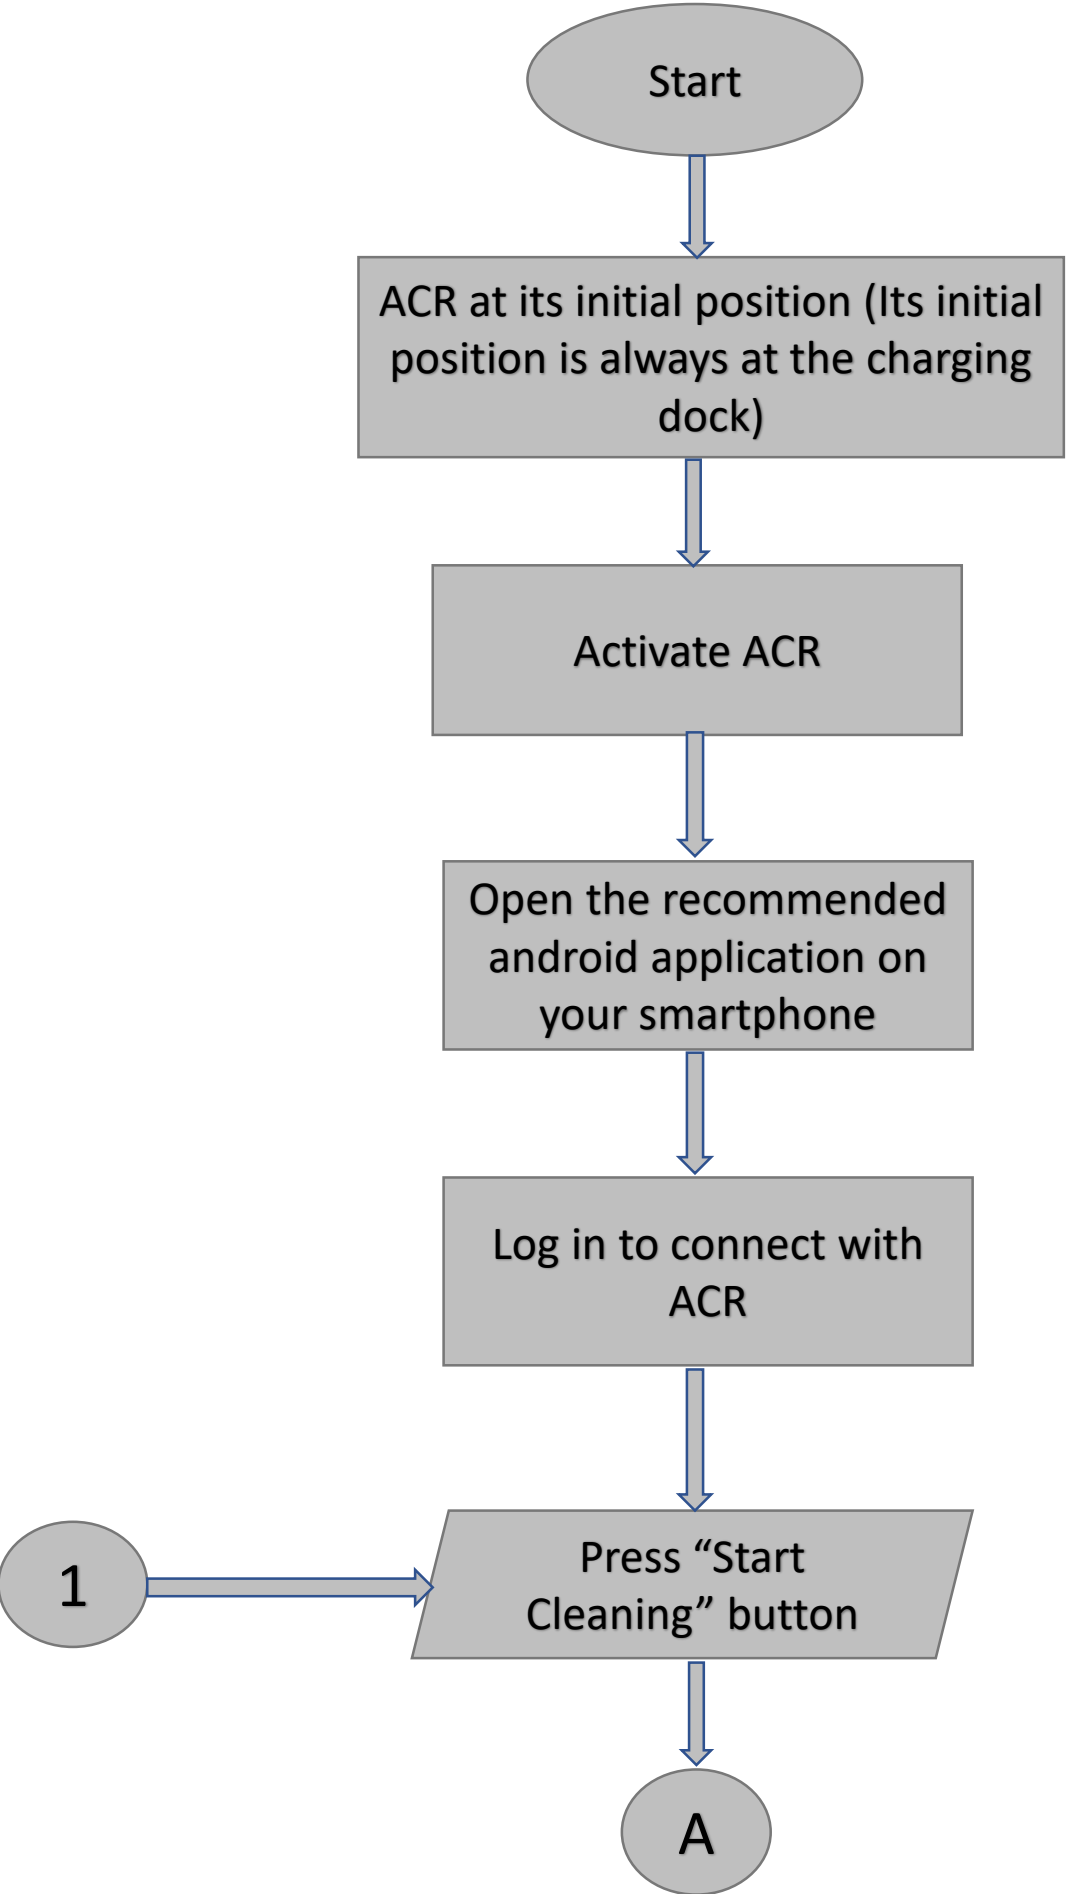 Start
ACR at its initial position (Its initial
position is always at the charging
dock)
Activate ACR
Open the recommended
android application on
your smartphone
Log in to connect with
ACR
1
Press “Start
Cleaning” button
A